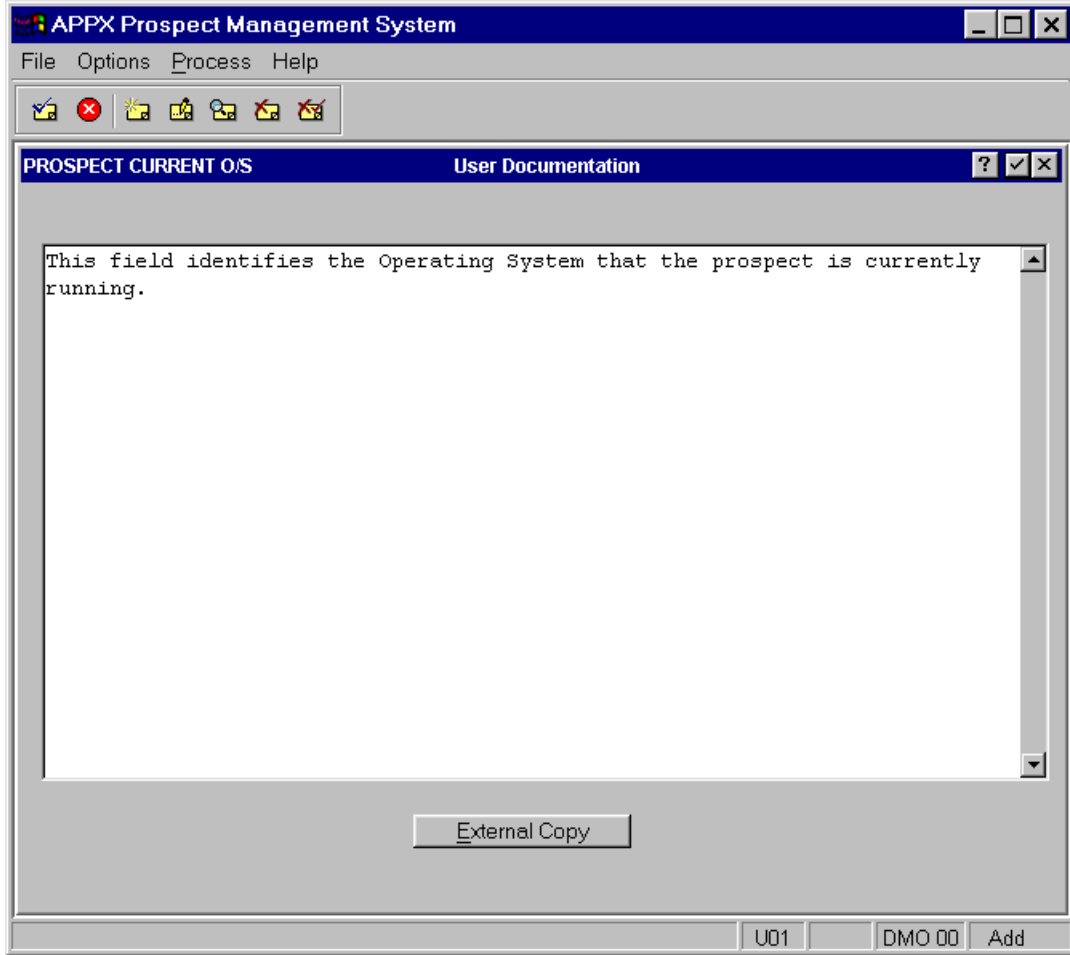 APPX Prospect Management System
File Options Process Help
PROSPECT CURRENT O/S User Documentation ?
This field identifies the Operating System that the prospect is currently
running.
External Copy
U01 DMO 00 Add